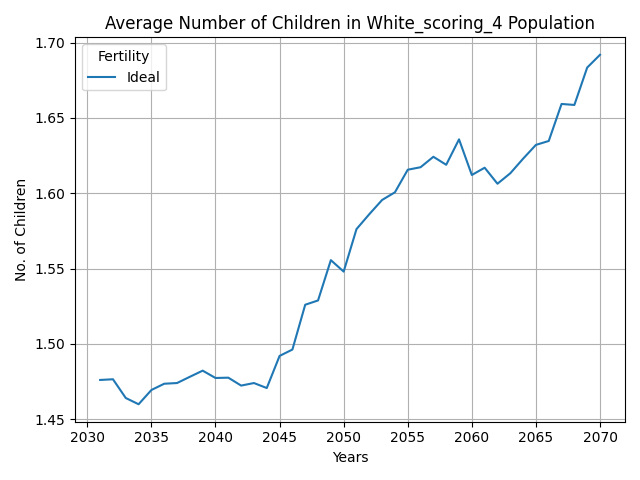 Average Number of Children in White_scoring_4 Population
Fertility
Ideal
1.70
1.65
1.60
1.55
1.50
1.45
No. of Children
2030 2035 2040 2045 2050 2055 2060 2065 2070
Years